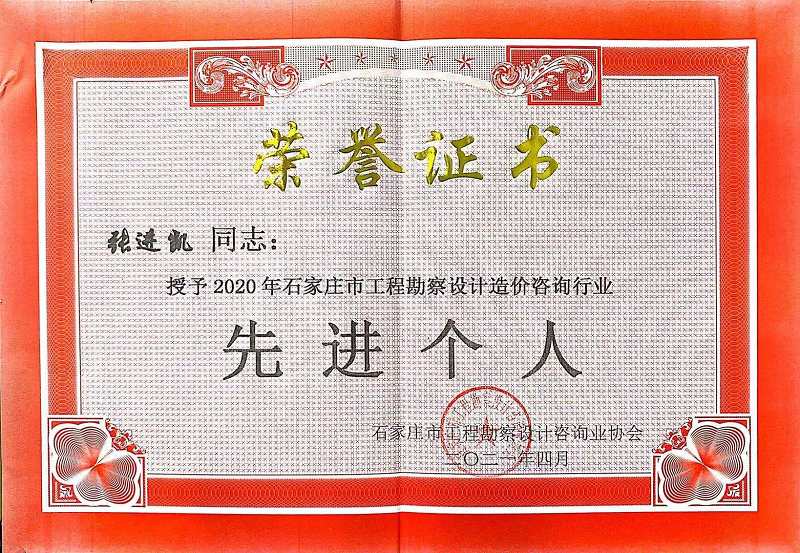 荣誉证书
张进凯 同志：
授予2020年石家庄市工程勘察设计造价咨询行业
先进个人
石家庄市工程勘察设计咨询业协会
二〇二一年四月